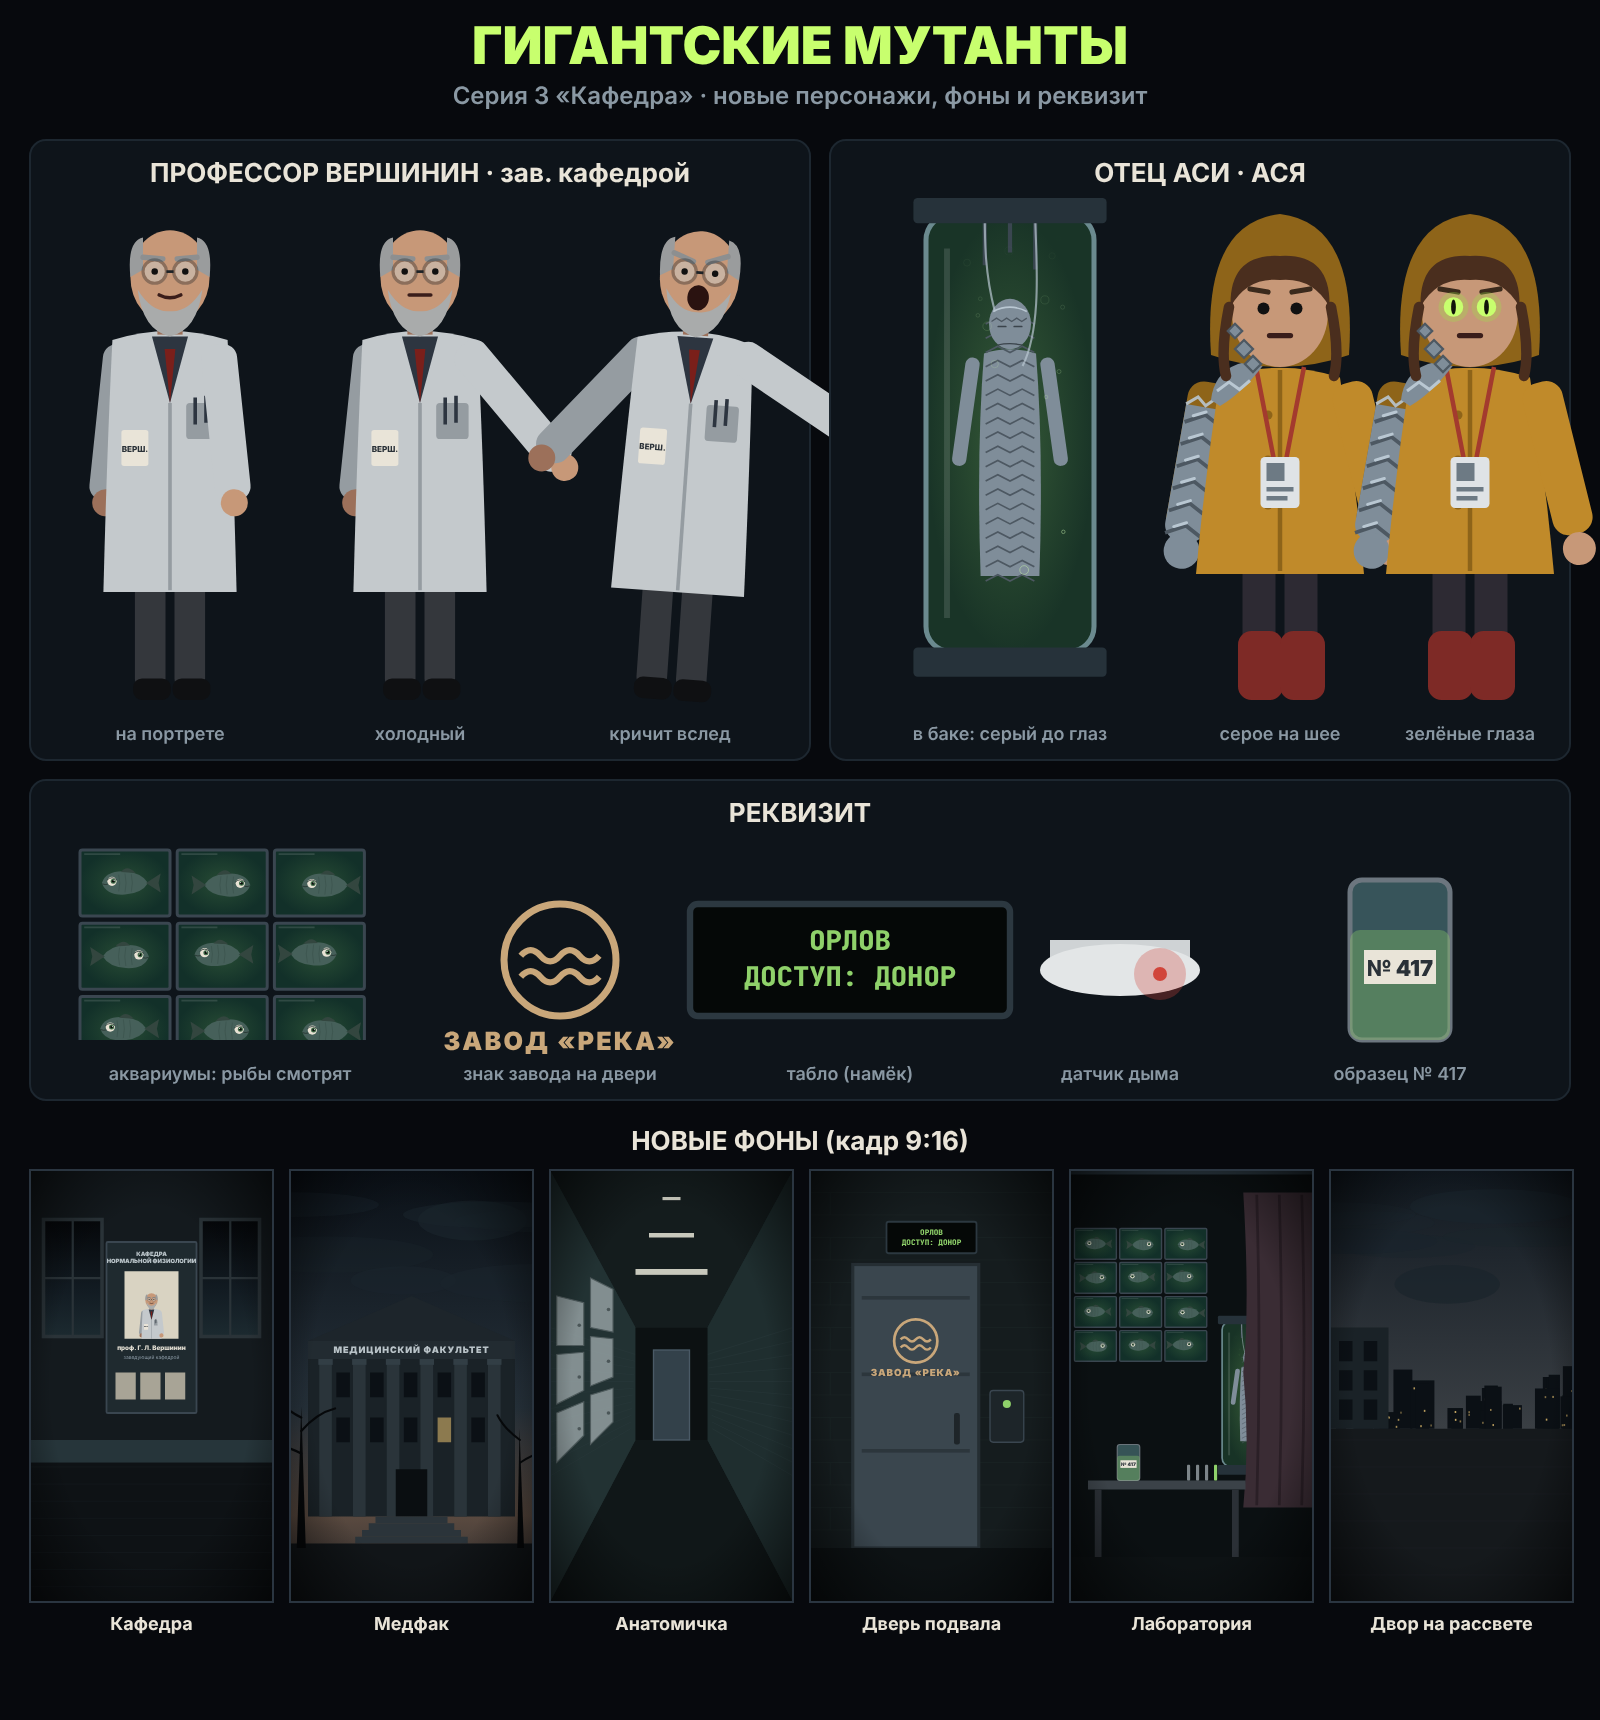 ГИГАНТСКИЕ МУТАНТЫ
Серия 3 «Кафедра» · новые персонажи, фоны и реквизит
ПРОФЕССОР ВЕРШИНИН · зав. кафедрой
ВЕРШ.
ВЕРШ.
ВЕРШ.
на портрете
холодный
кричит вслед
ОТЕЦ АСИ · АСЯ
в баке: серый до глаз
серое на шее
зелёные глаза
РЕКВИЗИТ
ЗАВОД «РЕКА»
ОРЛОВ
ДОСТУП: ДОНОР
№ 417
аквариумы: рыбы смотрят
знак завода на двери
табло (намёк)
датчик дыма
образец № 417
НОВЫЕ ФОНЫ (кадр 9:16)
КАФЕДРА
НОРМАЛЬНОЙ ФИЗИОЛОГИИ
проф. Г. Л. Вершинин
заведующий кафедрой
МЕДИЦИНСКИЙ ФАКУЛЬТЕТ
ОРЛОВ
ДОСТУП: ДОНОР
ЗАВОД «РЕКА»
№ 417
Кафедра
Медфак
Анатомичка
Дверь подвала
Лаборатория
Двор на рассвете